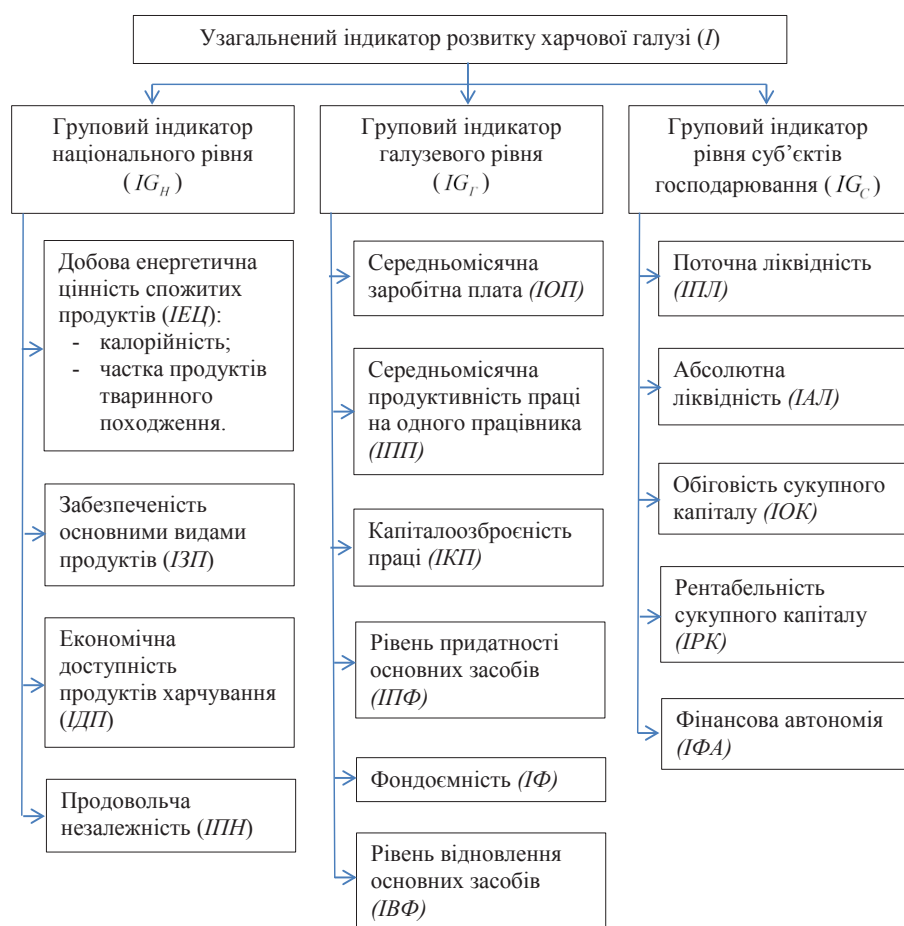 Узагальнений індикатор розвитку харчової галузі (I)
Груповий індикатор
національного рівня
( IG_Н )
Груповий індикатор
галузевого рівня
( IG_Г )
Груповий індикатор
рівня суб’єктів
господарювання ( IG_С )
Добова енергетична
цінність спожитих
продуктів (ІЕЦ):
- калорійність;
- частка продуктів
тваринного
походження.
Забезпеченість
основними видами
продуктів (ІЗП)
Економічна
доступність
продуктів харчування
(ІДП)
Продовольча
незалежність (ІПН)
Середньомісячна
заробітна плата (ІОП)
Середньомісячна
продуктивність праці
на одного працівника
(ІПП)
Капіталоозброєність
праці (ІКП)
Рівень придатності
основних засобів
(ІПФ)
Фондоємність (ІФ)
Рівень відновлення
основних засобів
(ІВФ)
Поточна ліквідність
(ІПЛ)
Абсолютна
ліквідність (ІАЛ)
Обіговість сукупного
капіталу (ІОК)
Рентабельність
сукупного капіталу
(ІРК)
Фінансова автономія
(ІФА)